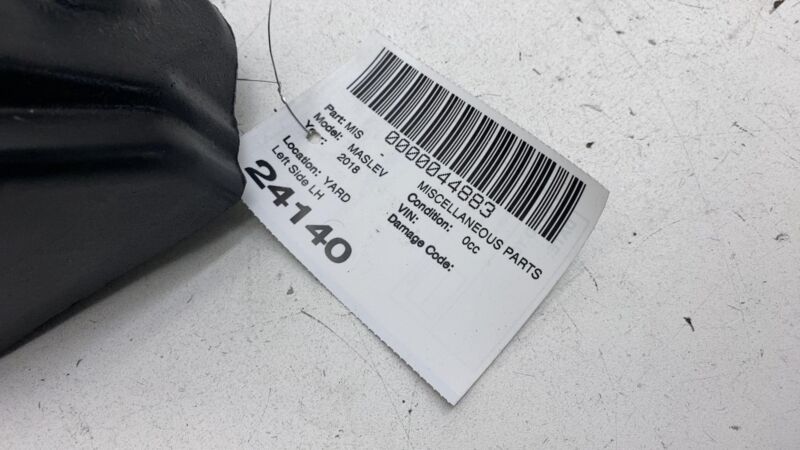 0000044883
Part: MIS - MISCELLANEOUS PARTS
Model: MASLEV Condition: 0cc
Year: 2018 VIN:
Damage Code:
Location: YARD
Left Side LH
24140